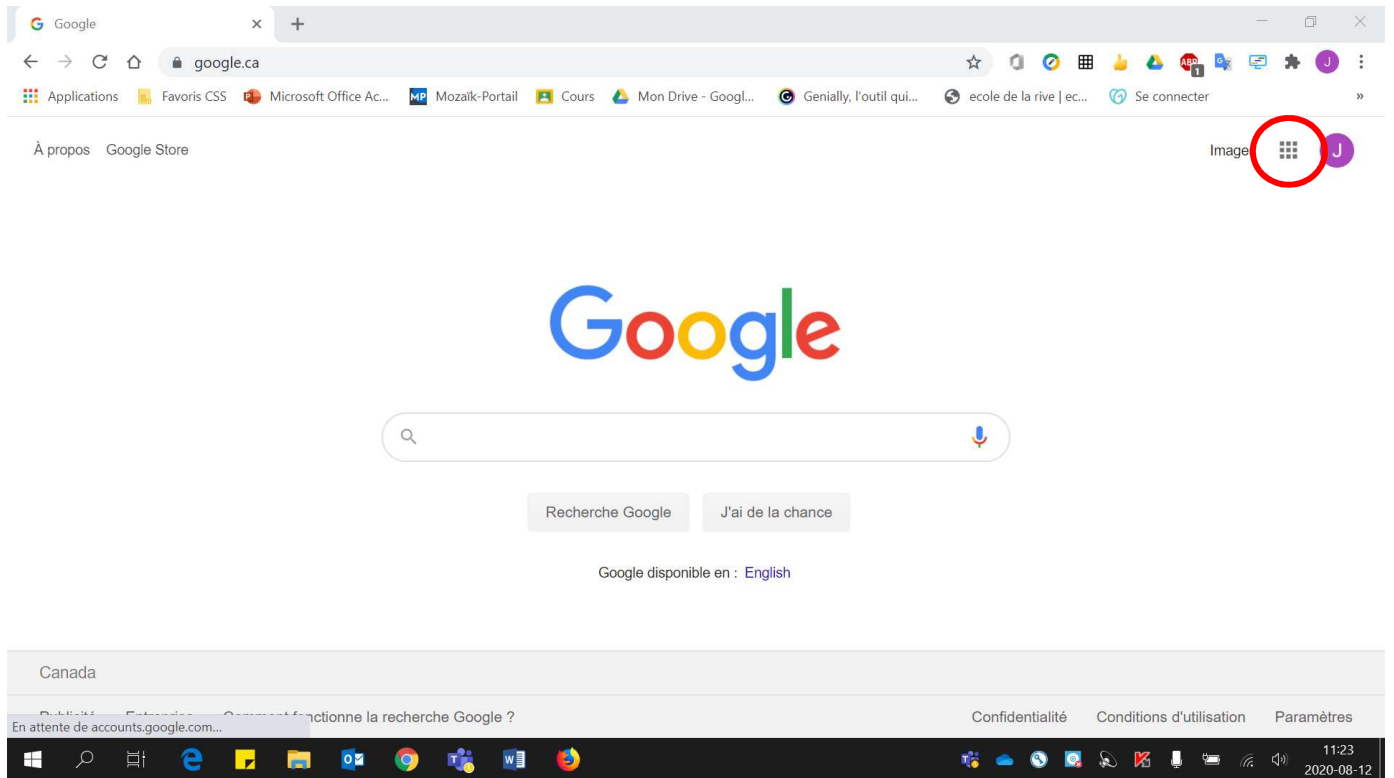 Google
google.ca
J
ABP
1
Applications Favoris CSS Microsoft Office Ac... MP Mozaïk-Portail Cours Mon Drive - Googl... Genially, l'outil qui... ecole de la rive | ec... Se connecter »
À propos Google Store Image J
Google
Recherche Google J'ai de la chance
Google disponible en : English
Canada
Comment fonctionne la recherche Google ? Confidentialité Conditions d'utilisation Paramètres
En attente de accounts.google.com...
11:23
2020-08-12